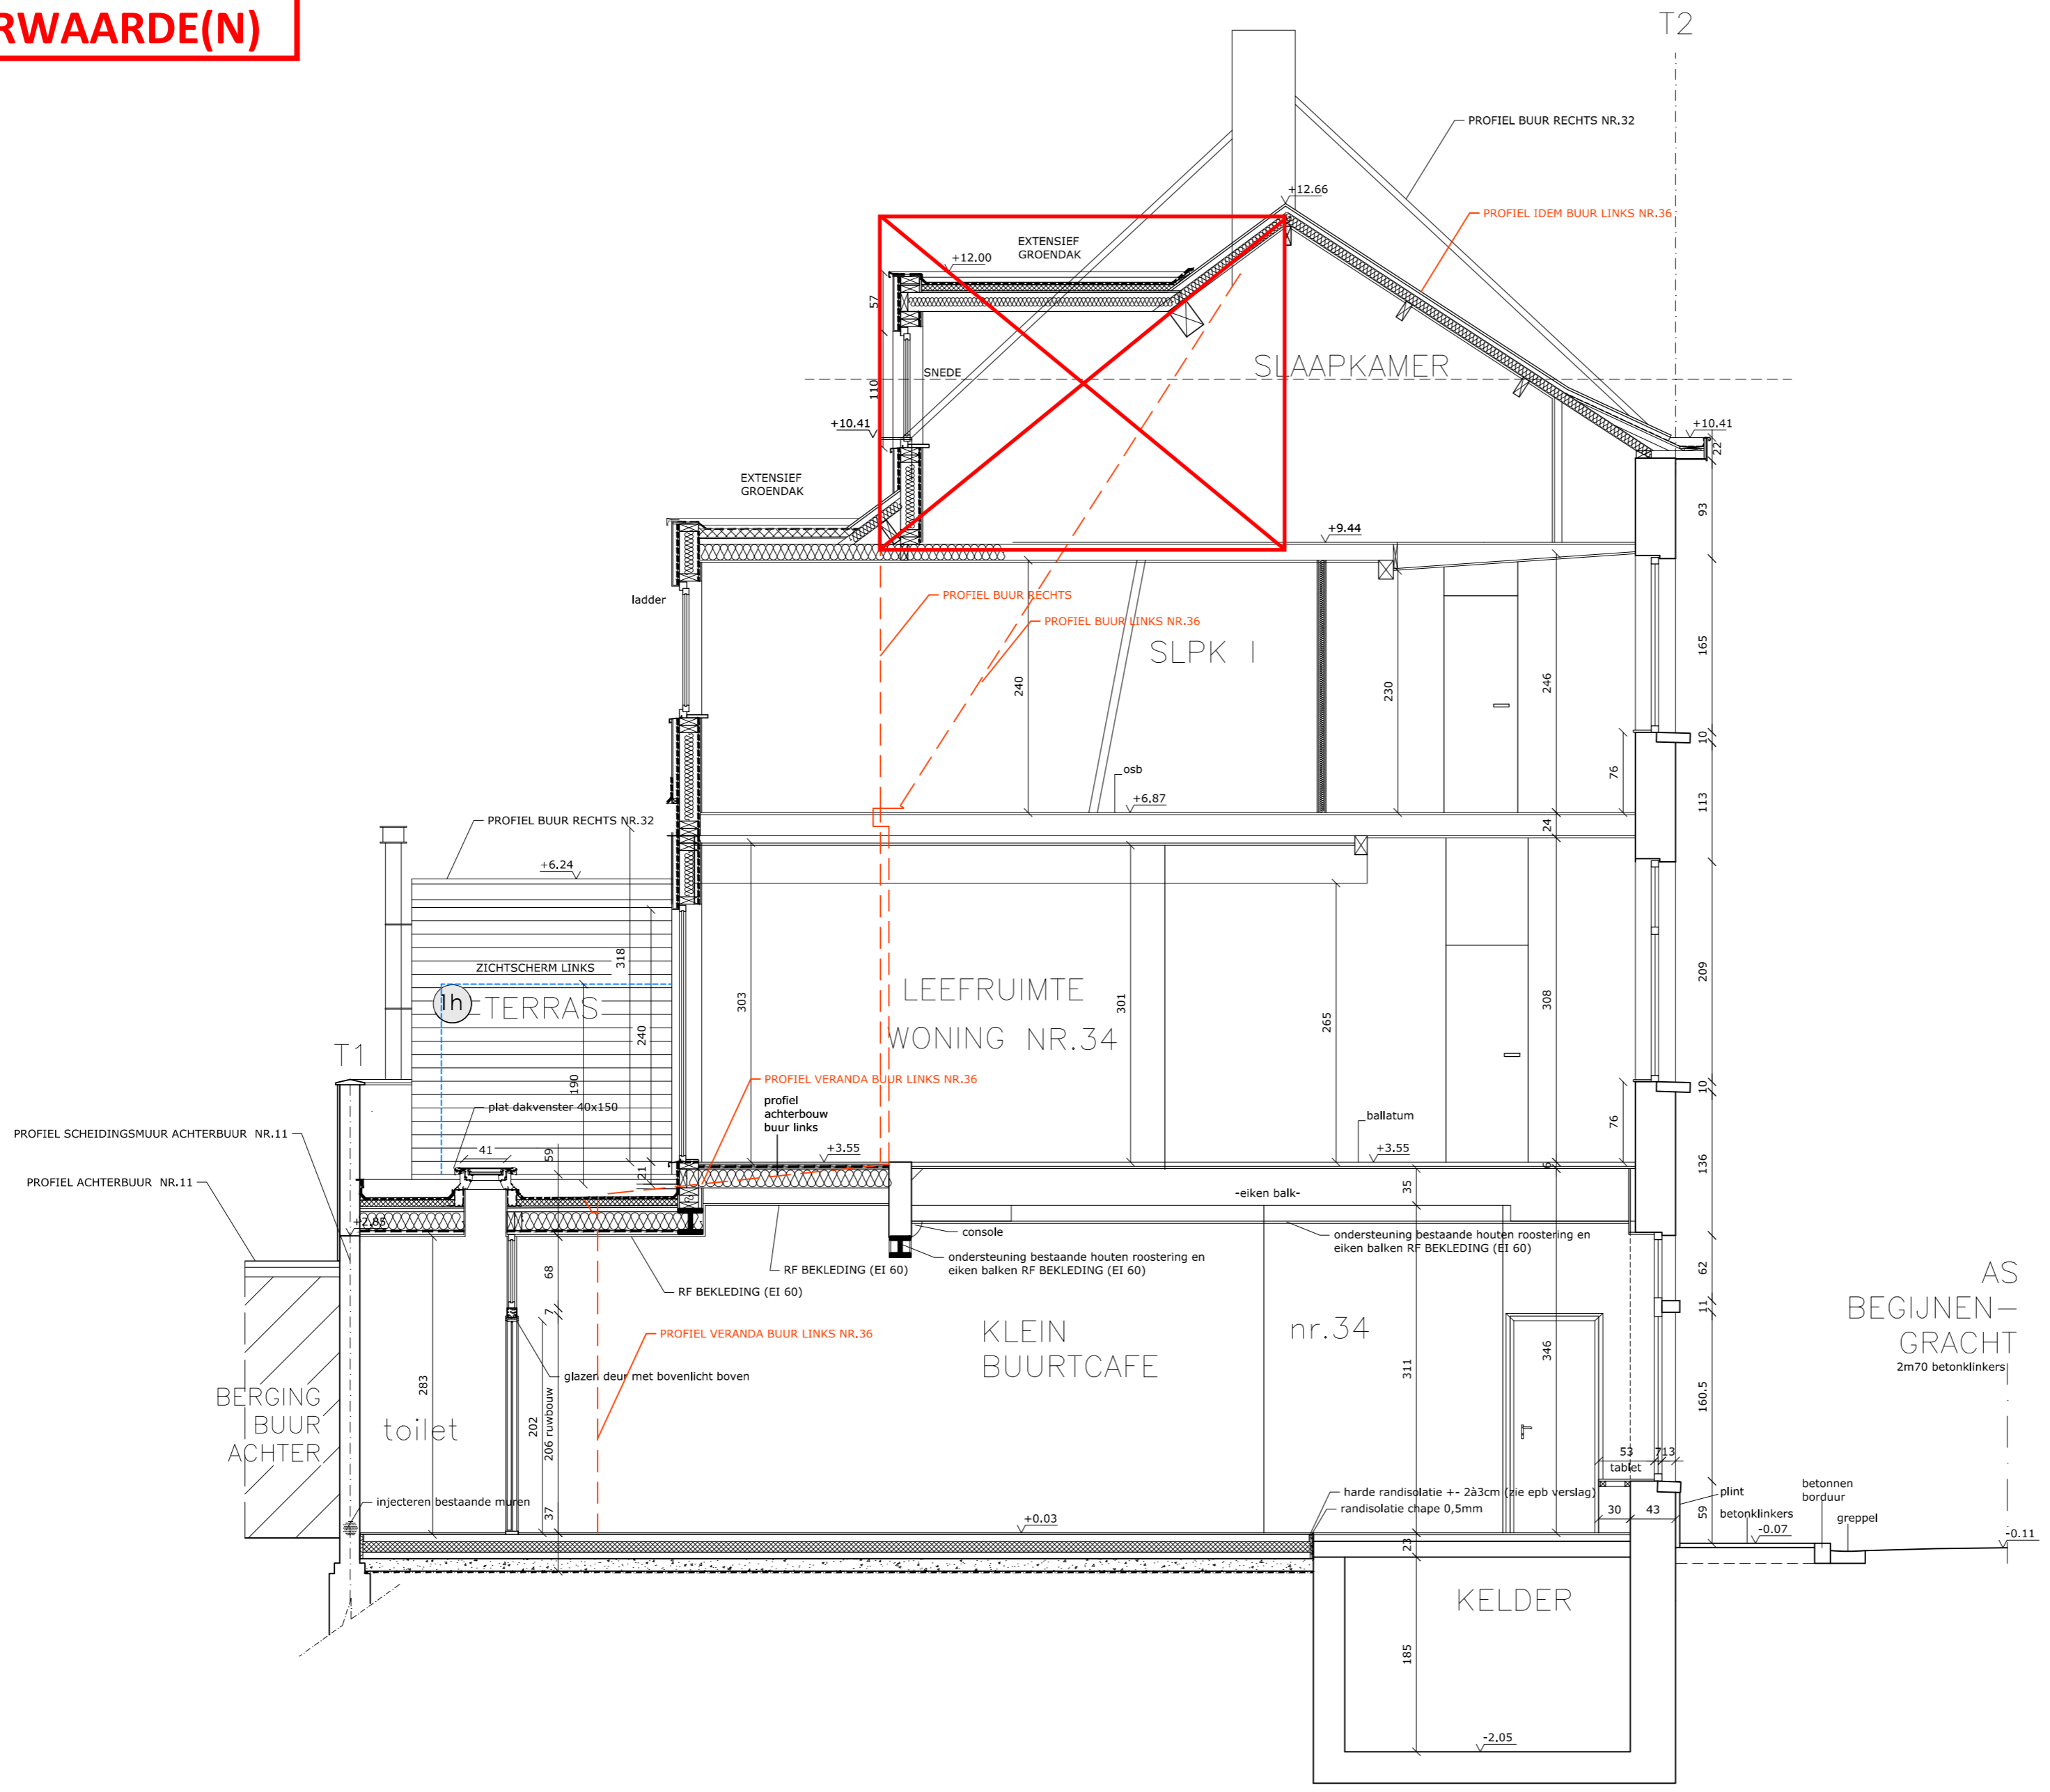 RWAARDE(N)
T2
PROFIEL BUUR RECHTS NR.32
+12.66
PROFIEL IDEM BUUR LINKS NR.36
EXTENSIEF
GROENDAK
+12.00
57
SNEDE
SLAAPKAMER
110
+10.41
+10.41
22
EXTENSIEF
GROENDAK
93
+9.44
ladder
PROFIEL BUUR RECHTS
PROFIEL BUUR LINKS NR.36
SLPK I
240
230
246
165
10
osb
+6.87
76
113
24
PROFIEL BUUR RECHTS NR.32
+6.24
318
ZICHTSCHERM LINKS
1h
TERRAS
240
190
303
LEEFRUIMTE
WONING NR.34
301
265
308
209
10
T1
PROFIEL VERANDA BUUR LINKS NR.36
profiel
achterbouw
buur links
plat dakvenster 40x150
ballatum
76
136
PROFIEL SCHEIDINGSMUUR ACHTERBUUR NR.11
41
59
21
+3.55
+3.55
6
PROFIEL ACHTERBUUR NR.11
35
-eiken balk-
+2.85
console
ondersteuning bestaande houten roostering en
eiken balken RF BEKLEDING (EI 60)
ondersteuning bestaande houten roostering en
eiken balken RF BEKLEDING (EI 60)
RF BEKLEDING (EI 60)
RF BEKLEDING (EI 60)
68
7
62
11
AS
BEGIJNEN-
GRACHT
2m70 betonklinkers
PROFIEL VERANDA BUUR LINKS NR.36
KLEIN
BUURTCAFE
nr.34
346
311
glazen deur met bovenlicht boven
BERGING
BUUR
ACHTER
283
toilet
202
206 ruwbouw
160.5
53
713
tablet
harde randisolatie +- 2à3cm (zie epb verslag)
randisolatie chape 0,5mm
plint
betonnen
borduur
injecteren bestaande muren
37
+0.03
30
43
59
betonklinkers
-0.07
greppel
-0.11
23
KELDER
185
-2.05